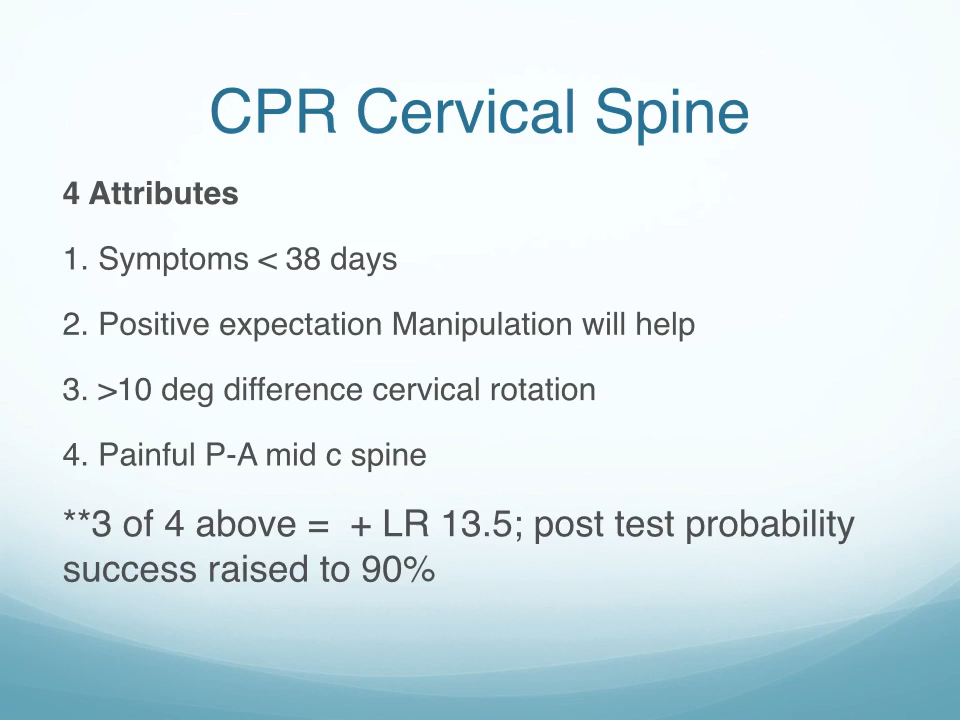 CPR Cervical Spine
4 Attributes
1. Symptoms < 38 days
2. Positive expectation Manipulation will help
3. >10 deg difference cervical rotation
4. Painful P-A mid c spine
**3 of 4 above =  + LR 13.5; post test probability
success raised to 90%